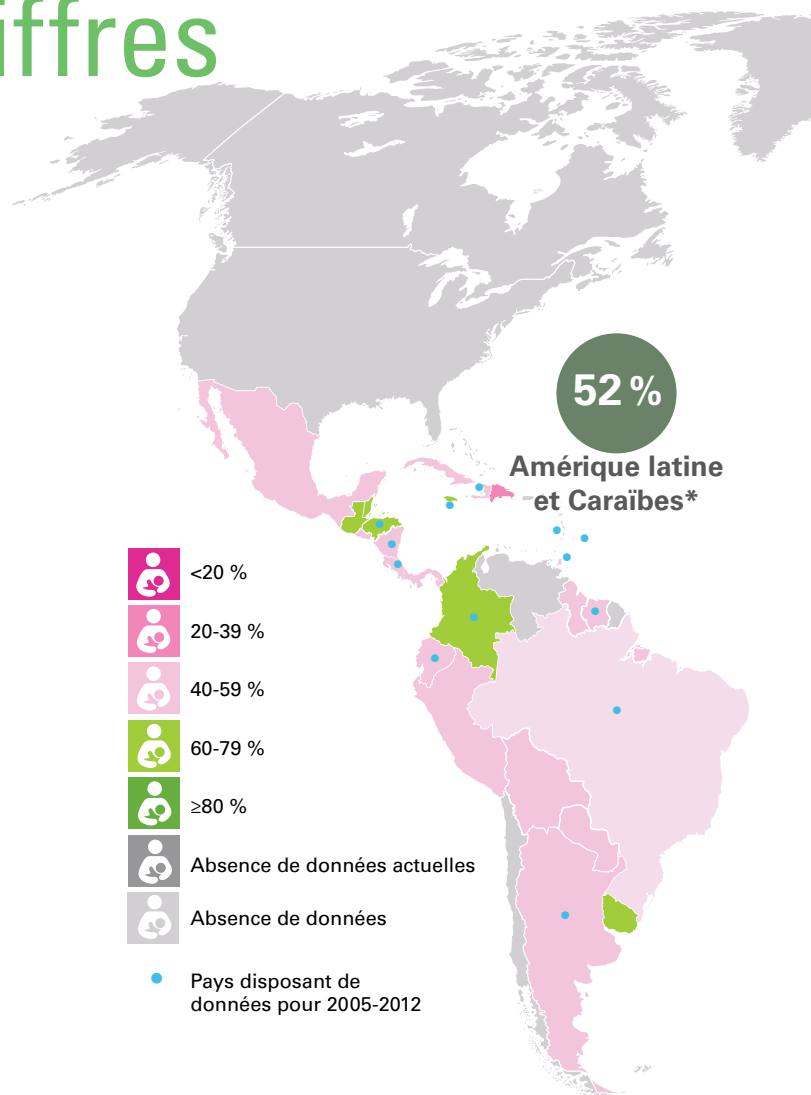 iffres
52 %
Amérique latine
et Caraïbes*
<20 %
20-39 %
40-59 %
60-79 %
≥80 %
Absence de données actuelles
Absence de données
Pays disposant de
données pour 2005-2012